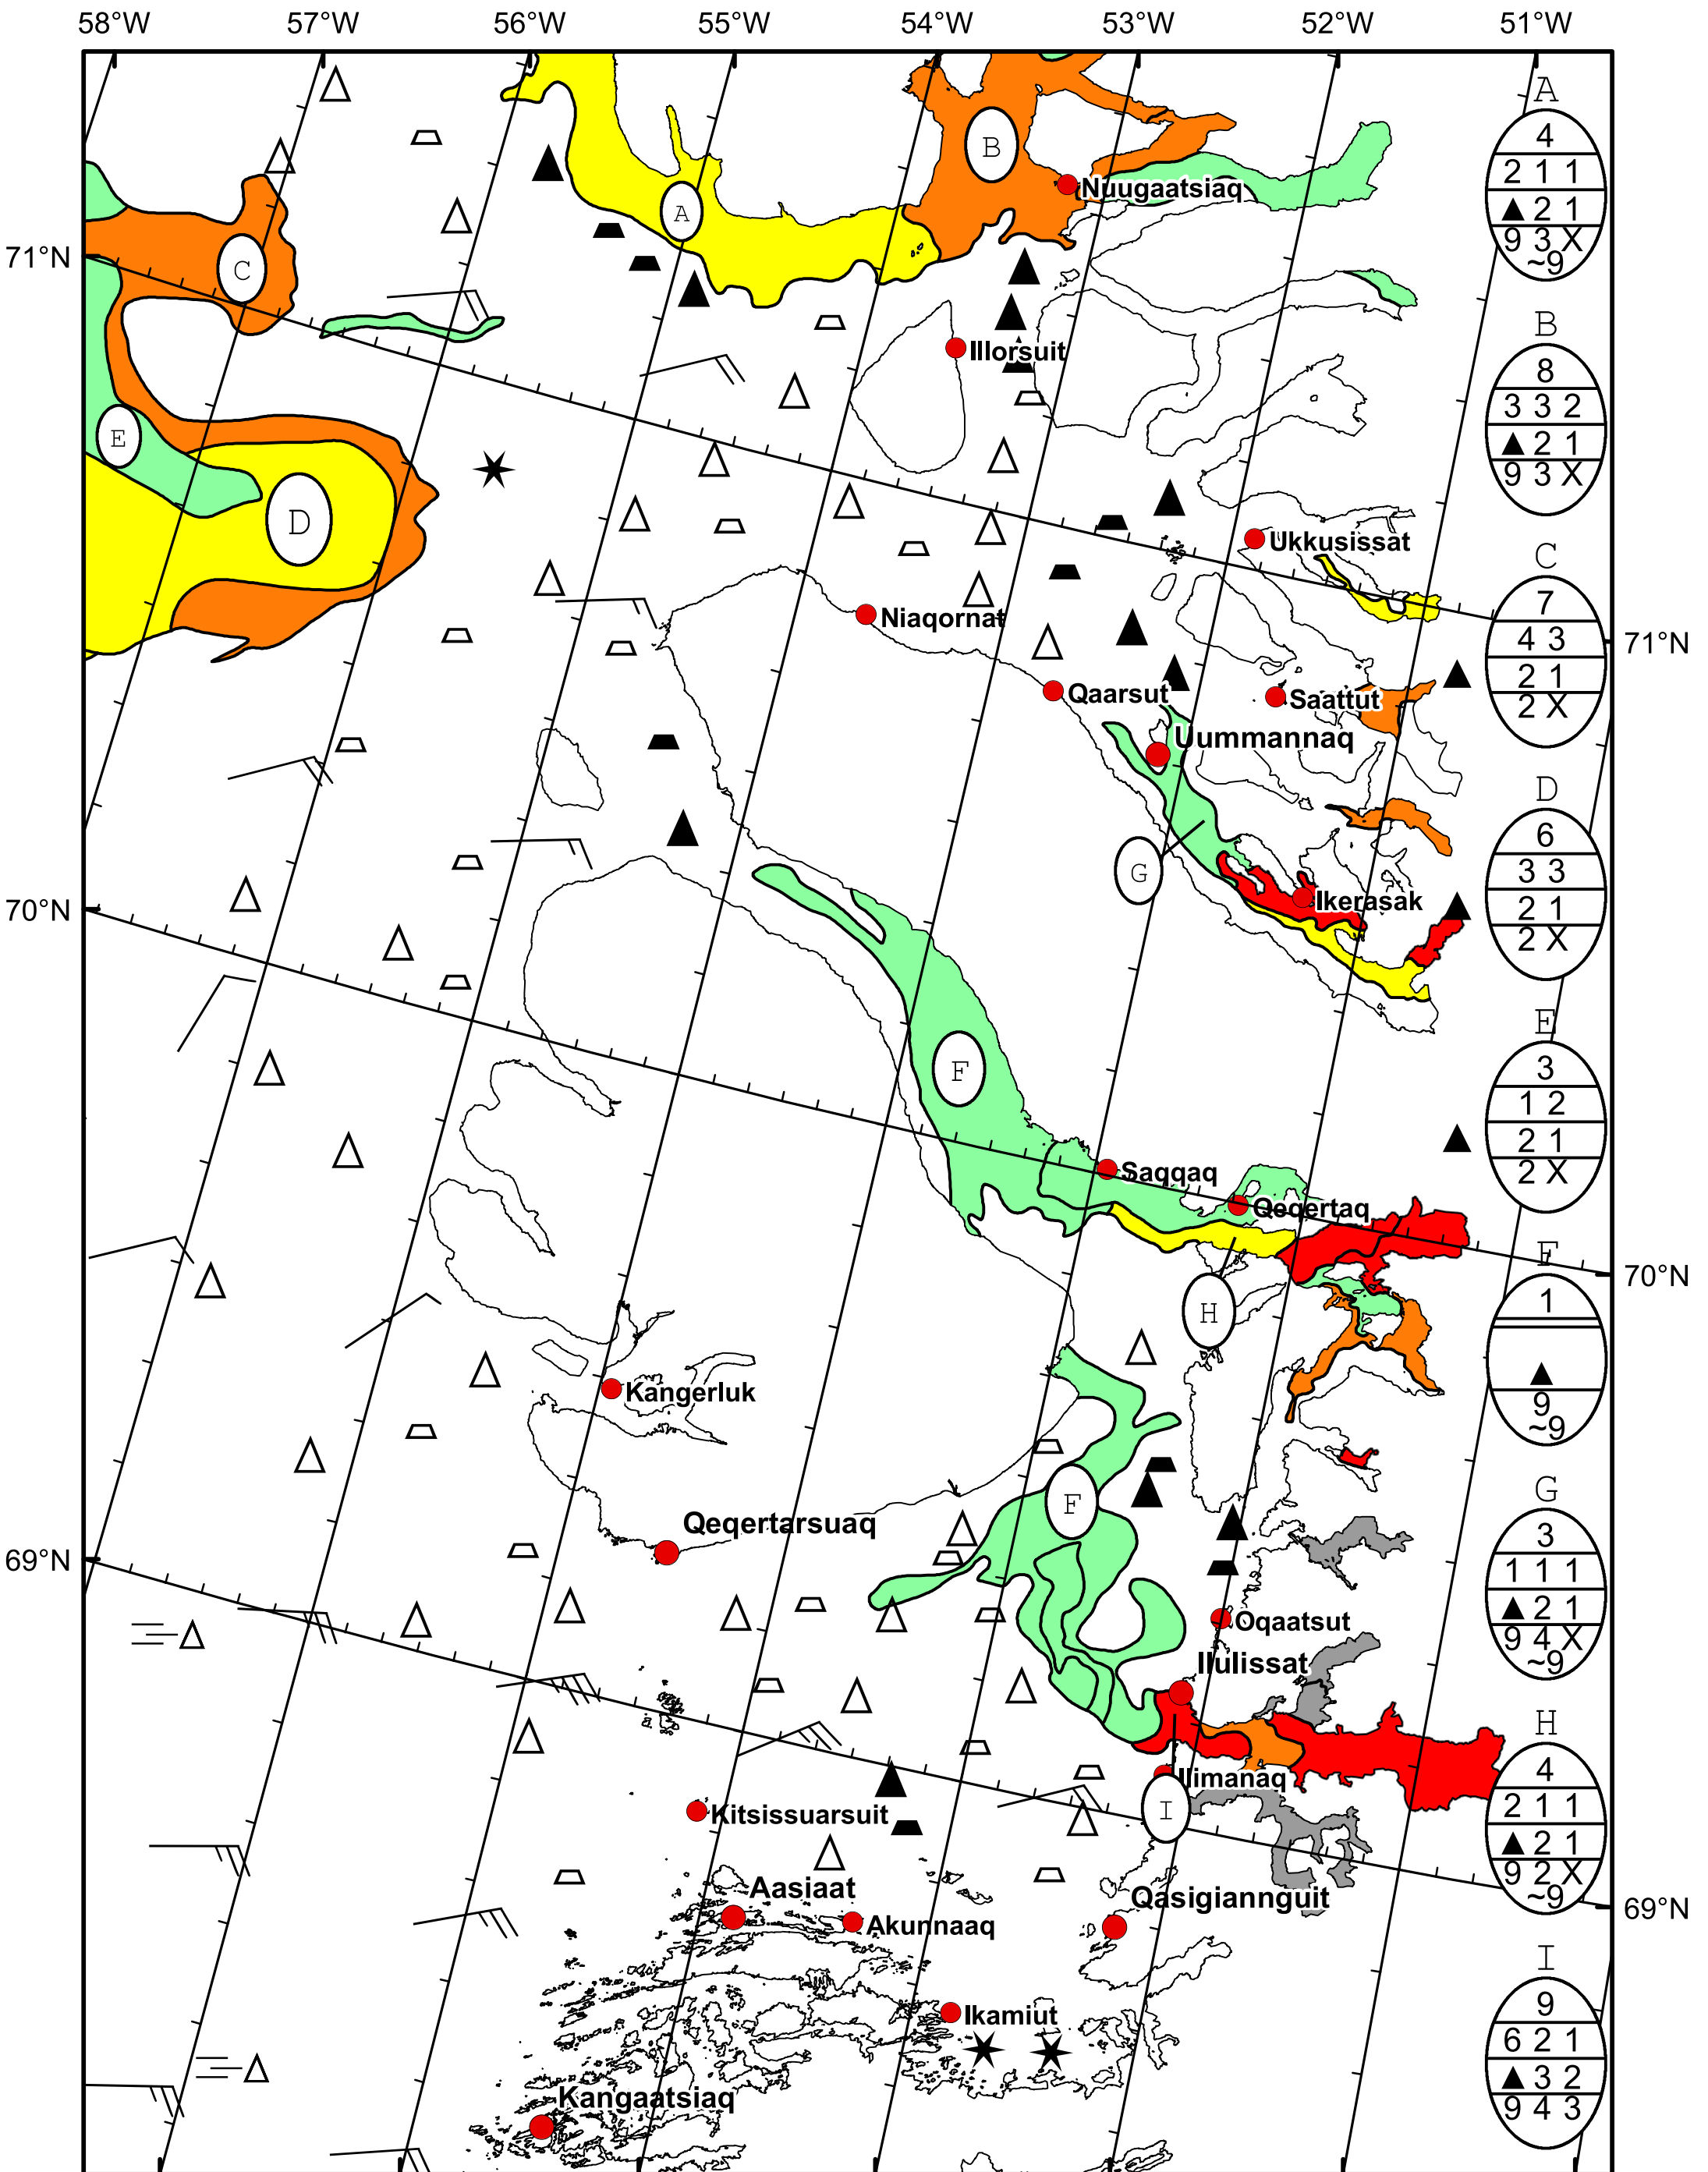 58°W 57°W 56°W 55°W 54°W 53°W 52°W 51°W
A
4
2 1 1
▲ 2 1
9 3 X
~9
B
8
3 3 2
▲ 2 1
9 3 X
C
7
4 3
2 1
2 X
D
6
3 3
2 1
2 X
E
3
1 2
2 1
2 X
F
1
▲
9
~9
G
3
1 1 1
▲ 2 1
9 4 X
~9
H
4
2 1 1
▲ 2 1
9 2 X
~9
I
9
6 2 1
▲ 3 2
9 4 3
B
Nuugaatsiaq
A
71°N
C
Illorsuit
E
D
Ukkusissat
Niaqornat
71°N
Qaarsut
Saattut
Uummannaq
G
Ikerasak
70°N
F
Saqqaq
Qeqertaq
70°N
H
Kangerluk
F
Qeqertarsuaq
69°N
Oqaatsut
Ilulissat
Ilimanaq
I
Kitsissuarsuit
Aasiaat
Qasigiannguit
69°N
Akunnaaq
Ikamiut
Kangaatsiaq